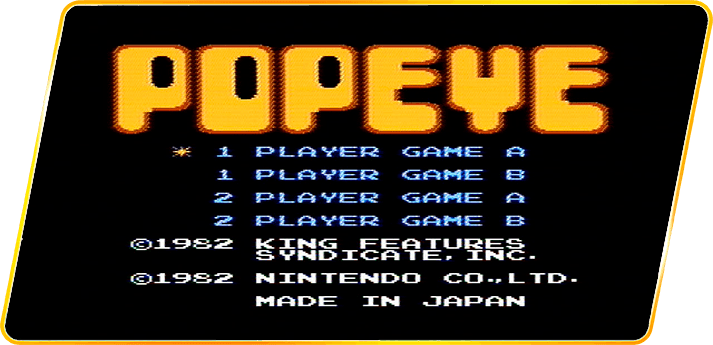 POPEYE
* 1 PLAYER GAME A
1 PLAYER GAME B
2 PLAYER GAME A
2 PLAYER GAME B
©1982 KING FEATURES
SYNDICATE, INC.
©1982 NINTENDO CO.,LTD.
MADE IN JAPAN